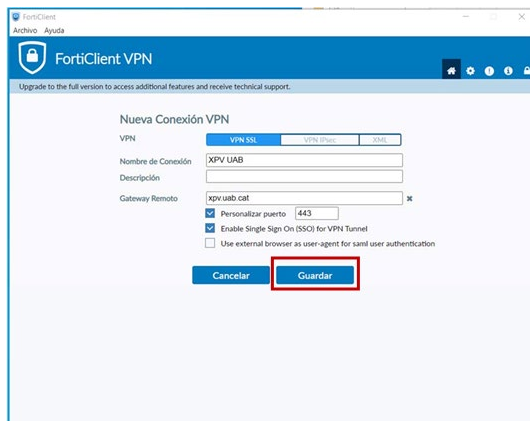 FortiClient
Archivo Ayuda
FortiClient VPN
Upgrade to the full version to access additional features and receive technical support.
Nueva Conexión VPN
VPN VPN SSL VPN IPsec XML
Nombre de Conexión XPV UAB
Descripción
Gateway Remoto xpv.uab.cat
Personalizar puerto 443
Enable Single Sign On (SSO) for VPN Tunnel
Use external browser as user-agent for saml user authentication
Cancelar Guardar